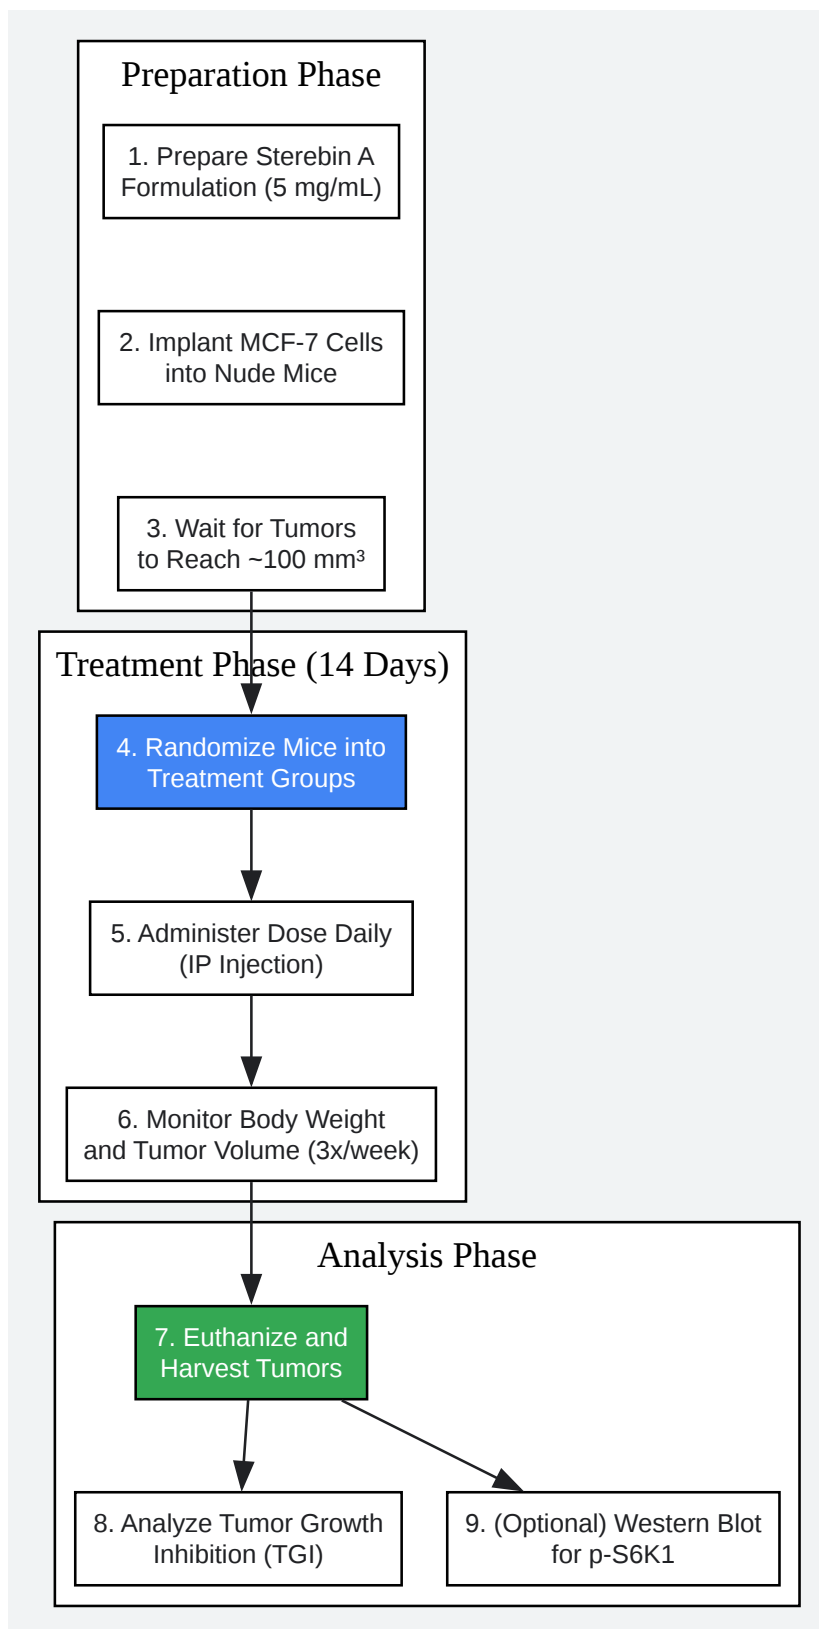 Preparation Phase
1. Prepare Sterebin A
Formulation (5 mg/mL)
2. Implant MCF-7 Cells
into Nude Mice
3. Wait for Tumors
to Reach ~100 mm³
Treatment Phase (14 Days)
4. Randomize Mice into
Treatment Groups
5. Administer Dose Daily
(IP Injection)
6. Monitor Body Weight
and Tumor Volume (3x/week)
Analysis Phase
7. Euthanize and
Harvest Tumors
8. Analyze Tumor Growth
Inhibition (TGI)
9. (Optional) Western Blot
for p-S6K1